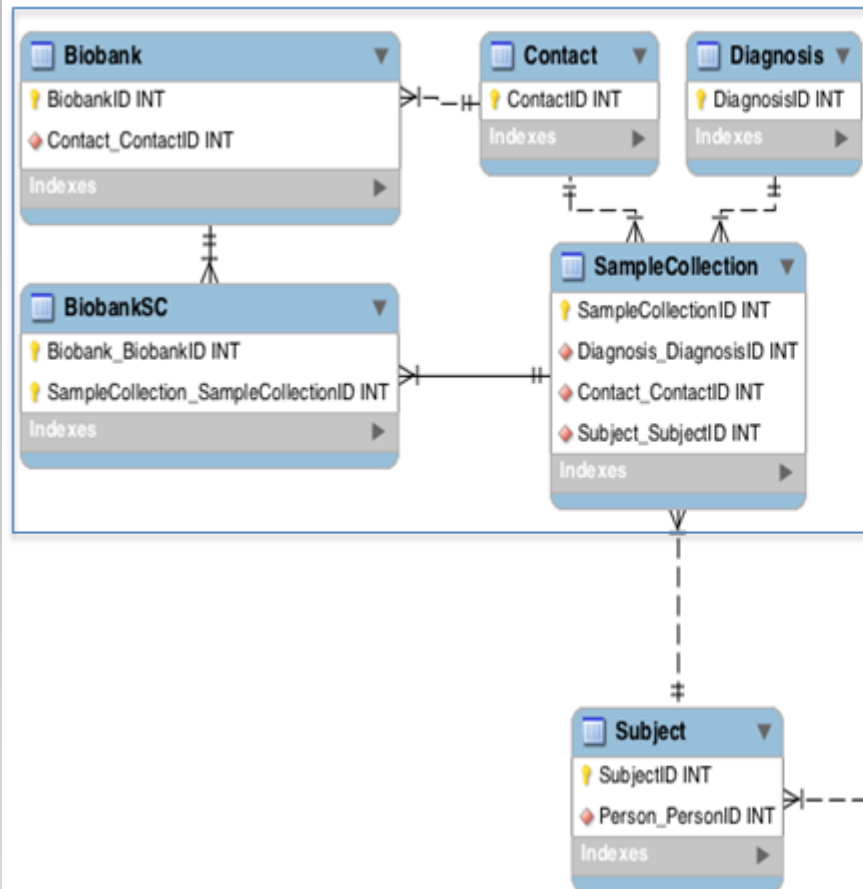 Biobank
BiobankID INT
Contact_ContactID INT
Indexes
Contact
ContactID INT
Indexes
Diagnosis
DiagnosisID INT
Indexes
BiobankSC
Biobank_BiobankID INT
SampleCollection_SampleCollectionID INT
Indexes
SampleCollection
SampleCollectionID INT
Diagnosis_DiagnosisID INT
Contact_ContactID INT
Subject_SubjectID INT
Indexes
Subject
SubjectID INT
Person_PersonID INT
Indexes